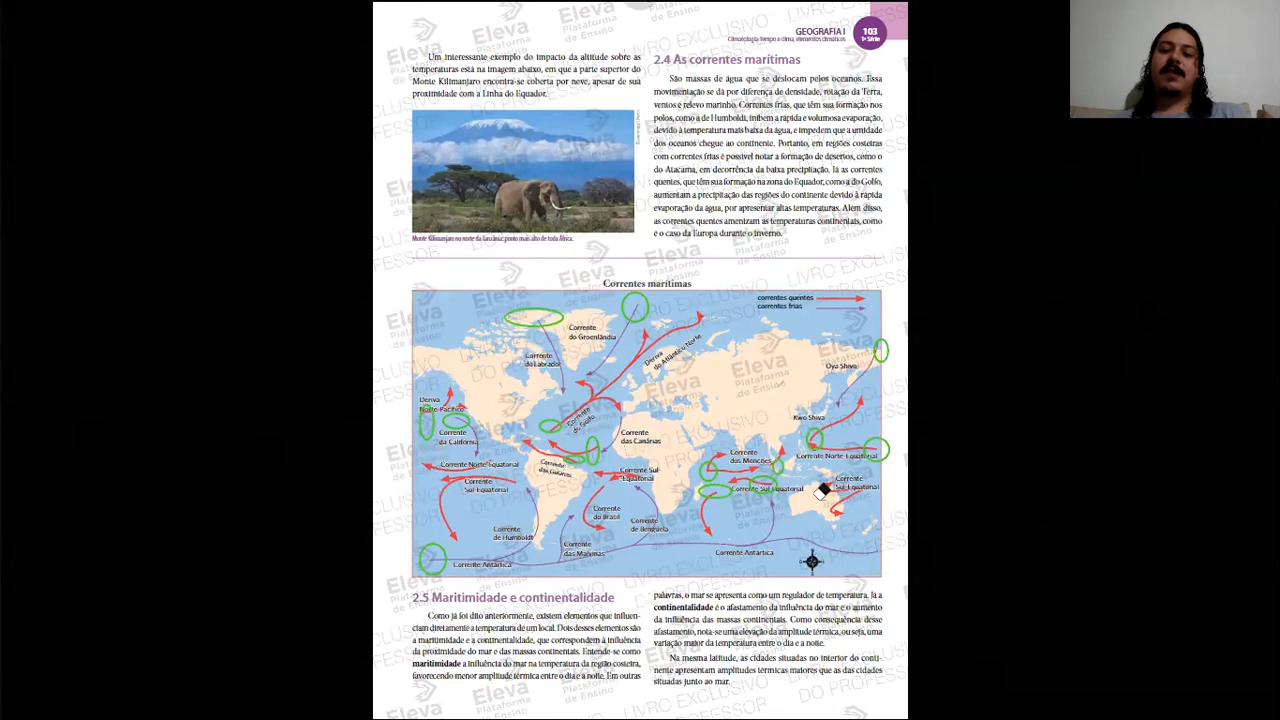 GEOGRAFIA I
Climatologia: tempo e clima, elementos climáticos
103
1ª Série
Um interessante exemplo do impacto da altitude sobre as
temperaturas está na imagem abaixo, em que a parte superior do
Monte Kilimanjaro encontra-se coberta por neve, apesar de sua
proximidade com a Linha do Equador.
Monte Kilimanjaro no norte da Tanzânia: ponto mais alto de toda África.
2.4 As correntes marítimas
São massas de água que se deslocam pelos oceanos. Essa
movimentação se dá por diferença de densidade, rotação da Terra,
ventos e relevo marinho. Correntes frias, que têm sua formação nos
polos, como a de Humboldt, inibem a rápida e volumosa evaporação,
devido à temperatura mais baixa da água, e impedem que a umidade
dos oceanos chegue ao continente. Portanto, em regiões costeiras
com correntes frias é possível notar a formação de desertos, como o
do Atacama, em decorrência da baixa precipitação. Já as correntes
quentes, que têm sua formação na zona do Equador, como a do Golfo,
aumentam a precipitação das regiões do continente devido à rápida
evaporação da água, por apresentar altas temperaturas. Além disso,
as correntes quentes amenizam as temperaturas continentais, como
é o caso da Europa durante o inverno.
Correntes marítimas
correntes quentes
correntes frias
Corrente
do Groenlândia
Corrente
do Labrador
Deriva
do Atlântico Norte
Oya Shiva
Deriva
Norte-Pacífico
Corrente
do Golfo
Kwo Shiva
Corrente
da Califórnia
Corrente
das Canárias
Corrente
das Monções
Corrente Norte Equatorial
Corrente Norte Equatorial
Corrente
das Guianas
Corrente Sul
Equatorial
Corrente
Sul Equatorial
Corrente Sul Equatorial
Corrente
Sul Equatorial
Corrente
do Brasil
Corrente
de Benguela
Corrente
de Humboldt
Corrente
das Malvinas
Corrente Antártica
Corrente Antártica
2.5 Maritimidade e continentalidade
Como já foi dito anteriormente, existem elementos que influen-
ciam diretamente a temperatura de um local. Dois desses elementos são
a maritimidade e a continentalidade, que correspondem à influência
da proximidade do mar e das massas continentais. Entende-se como
maritimidade a influência do mar na temperatura da região costeira,
favorecendo menor amplitude térmica entre o dia e a noite. Em outras
palavras, o mar se apresenta como um regulador de temperatura. Já a
continentalidade é o afastamento da influência do mar e o aumento
da influência das massas continentais. Como consequência desse
afastamento, nota-se uma elevação da amplitude térmica, ou seja, uma
variação maior da temperatura entre o dia e a noite.
Na mesma latitude, as cidades situadas no interior do conti-
nente apresentam amplitudes térmicas maiores que as das cidades
situadas junto ao mar.
Eleva
Plataforma
de Ensino
LIVRO EXCLUSIVO
DO PROFESSOR